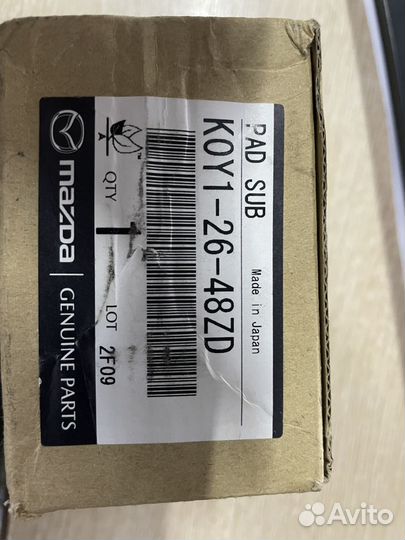 PAD SUB
Made in Japan
K0Y1-26-48ZD
QTY
1
LOT
2F09
mazda
GENUINE PARTS
Avito